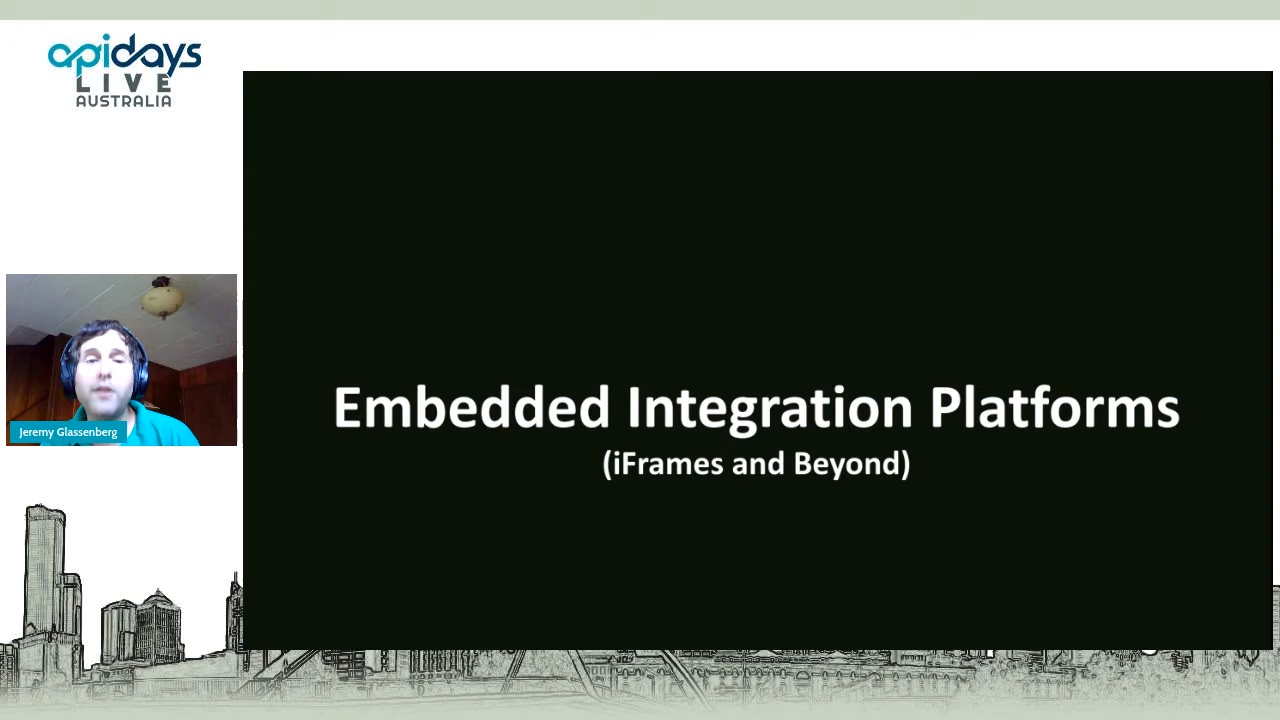 apidays
LIVE
AUSTRALIA
Embedded Integration Platforms
(iFrames and Beyond)
Jeremy Glassenberg